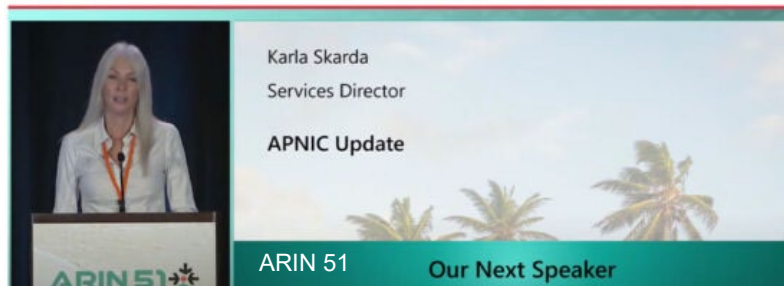 Karla Skarda
Services Director
APNIC Update
ARIN 51
Our Next Speaker
ARIN 51